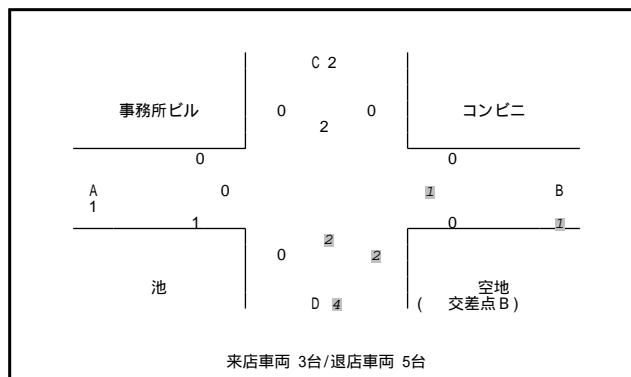 C 2
事務所ビル 0 0 コンビニ
2
0 0
A 0 1 B
1
1 0 1
2
0 2
池 空地
D 4 ( 交差点B)
来店車両 3台/退店車両 5台